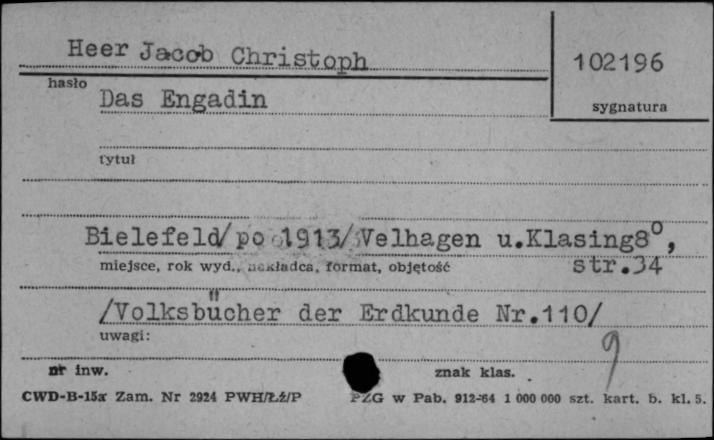 Heer Jacob Christoph
102196
hasło
sygnatura
Das Engadin
tytuł
Bielefeld/po 1913/ Velhagen u.Klasing8°,
miejsce, rok wyd., nakładca, format, objętość
str.34
/Volksbücher der Erdkunde Nr.110/
uwagi:
9
nr inw.
znak klas.
CWD-B-15a Zam. Nr 2924 PWH/Łź/P
PZG w Pab. 912-64 1 000 000 szt. kart. b. kl. 5.